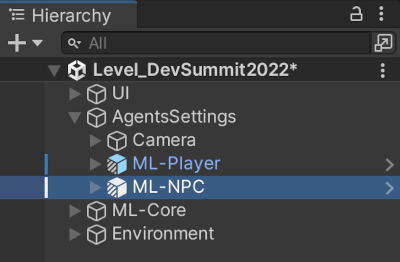 Hierarchy
All
Level_DevSummit2022*
UI
AgentsSettings
Camera
ML-Player
ML-NPC
ML-Core
Environment